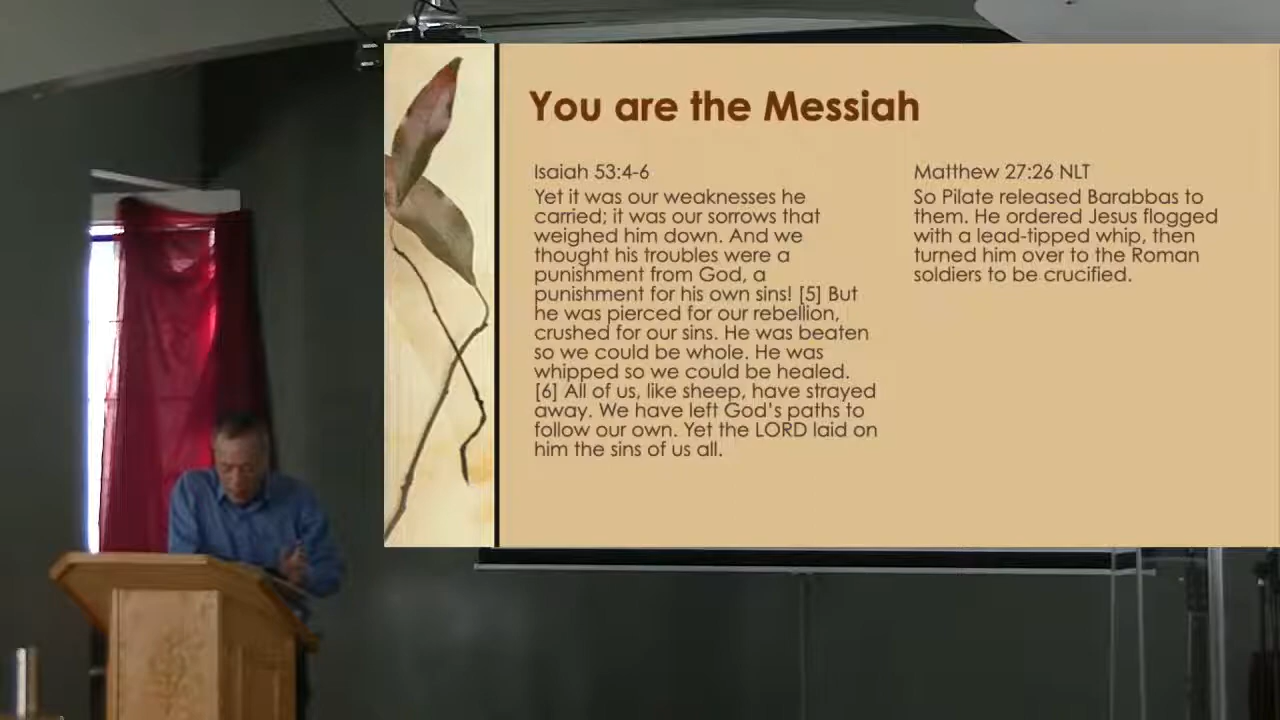 You are the Messiah
Isaiah 53:4-6
Yet it was our weaknesses he
carried; it was our sorrows that
weighed him down. And we
thought his troubles were a
punishment from God, a
punishment for his own sins! [5] But
he was pierced for our rebellion,
crushed for our sins. He was beaten
so we could be whole. He was
whipped so we could be healed.
[6] All of us, like sheep, have strayed
away. We have left God's paths to
follow our own. Yet the LORD laid on
him the sins of us all.
Matthew 27:26 NLT
So Pilate released Barabbas to
them. He ordered Jesus flogged
with a lead-tipped whip, then
turned him over to the Roman
soldiers to be crucified.